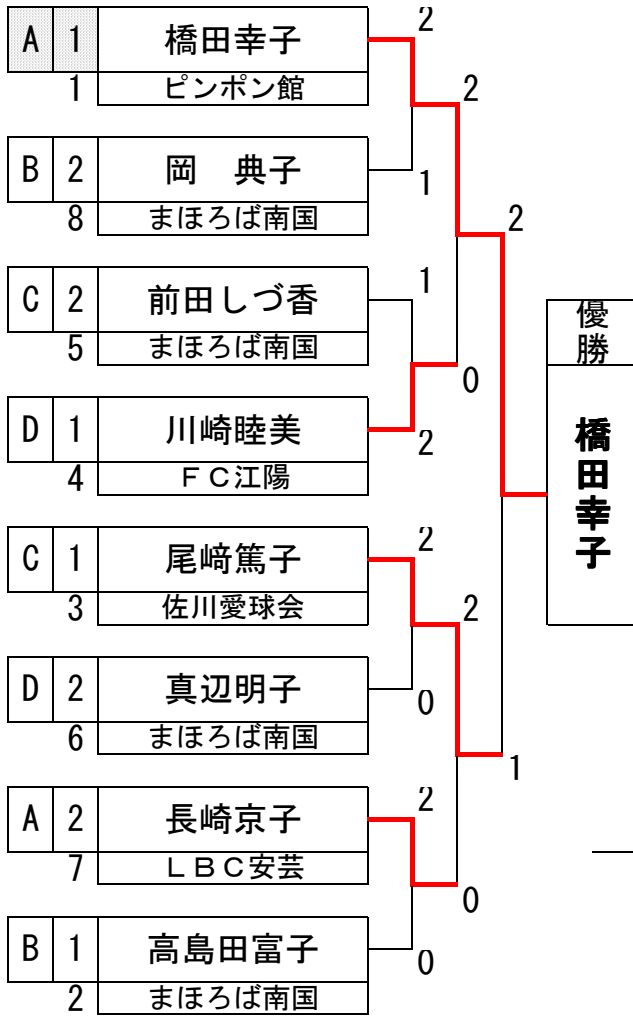 A 1 橋田幸子 2
1 ピンポン館 2
B 2 岡　典子 1
8 まほろば南国 2
C 2 前田しづ香 1
5 まほろば南国 0
D 1 川崎睦美 2
4 ＦＣ江陽
C 1 尾﨑篤子 2
3 佐川愛球会 2
D 2 真辺明子 0
6 まほろば南国 1
A 2 長崎京子 2
7 ＬＢＣ安芸 0
B 1 高島田富子 0
2 まほろば南国
優勝
橋田幸子